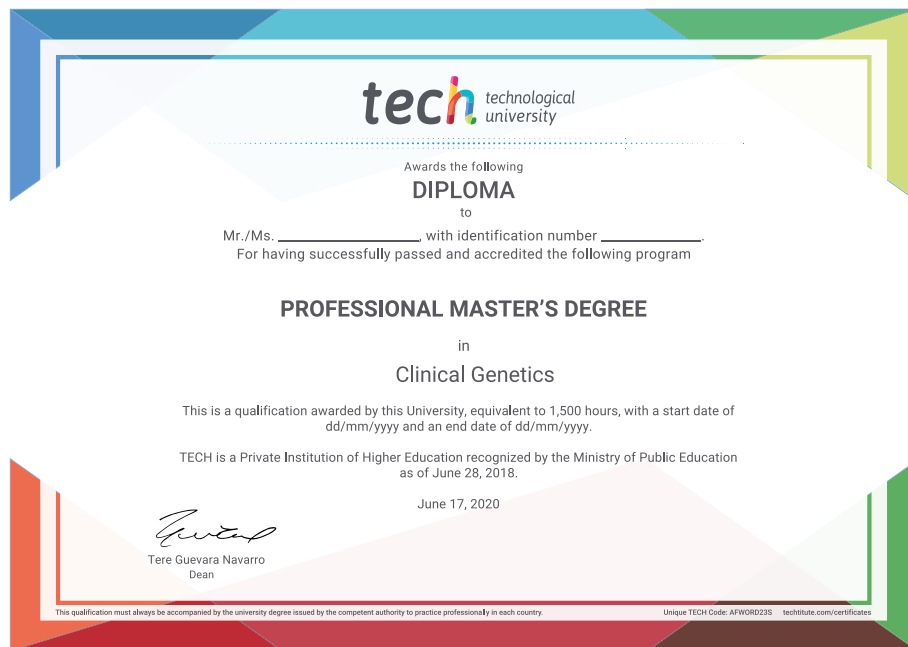 tech technological
university
Awards the following
DIPLOMA
to
Mr./Ms. ____________________, with identification number ______________.
For having successfully passed and accredited the following program
PROFESSIONAL MASTER'S DEGREE
in
Clinical Genetics
This is a qualification awarded by this University, equivalent to 1,500 hours, with a start date of
dd/mm/yyyy and an end date of dd/mm/yyyy.
TECH is a Private Institution of Higher Education recognized by the Ministry of Public Education
as of June 28, 2018.
June 17, 2020
Tere Guevara Navarro
Dean
This qualification must always be accompanied by the university degree issued by the competent authority to practice professionally in each country. Unique TECH Code: AFWORD23S techtitute.com/certificates